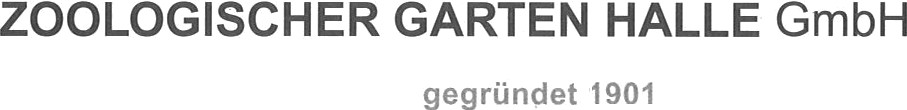 ZOOLOGISCHER GARTEN HALLE GmbH
gegründet 1901